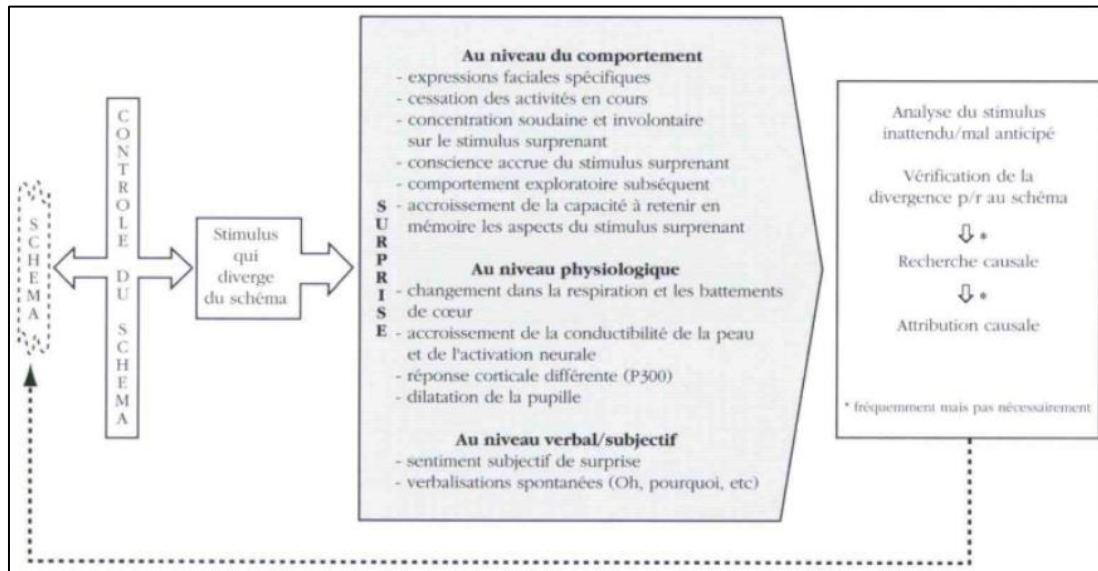 SCHEMA
CONTROLE DU SCHEMA
Stimulus
qui
diverge
du schéma
SURPRISE
Au niveau du comportement
- expressions faciales spécifiques
- cessation des activités en cours
- concentration soudaine et involontaire
sur le stimulus surprenant
- conscience accrue du stimulus surprenant
- comportement exploratoire subséquent
- accroissement de la capacité à retenir en
mémoire les aspects du stimulus surprenant
Au niveau physiologique
- changement dans la respiration et les battements
de cœur
- accroissement de la conductibilité de la peau
et de l'activation neurale
- réponse corticale différente (P300)
- dilatation de la pupille
Au niveau verbal/subjectif
- sentiment subjectif de surprise
- verbalisations spontanées (Oh, pourquoi, etc)
Analyse du stimulus
inattendu/mal anticipé
Vérification de la
divergence p/r au schéma
*
Recherche causale
*
Attribution causale
* fréquemment mais pas nécessairement